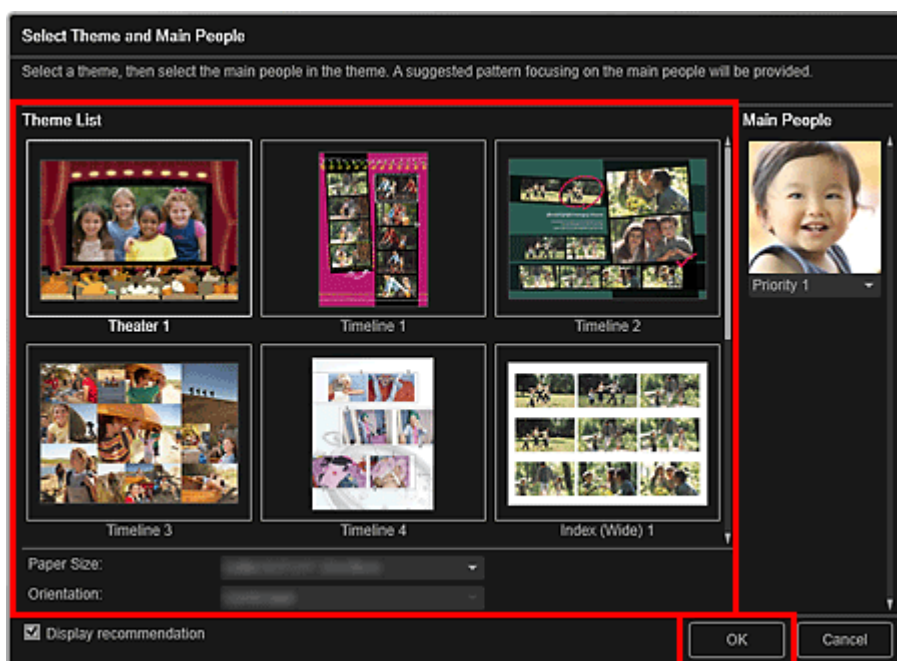 Select Theme and Main People
Select a theme, then select the main people in the theme. A suggested pattern focusing on the main people will be provided.
Theme List
Main People
Priority 1
Theater 1
Timeline 1
Timeline 2
Timeline 3
Timeline 4
Index (Wide) 1
Paper Size:
Orientation:
Display recommendation
OK
Cancel